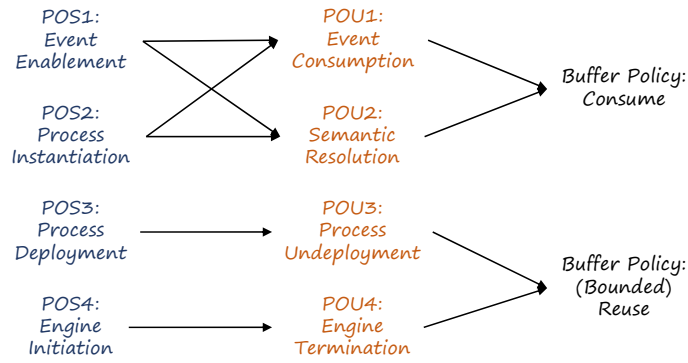 POS1:
Event
Enablement
POU1:
Event
Consumption
POS2:
Process
Instantiation
POU2:
Semantic
Resolution
Buffer Policy:
Consume
POS3:
Process
Deployment
POU3:
Process
Undeployment
POS4:
Engine
Initiation
POU4:
Engine
Termination
Buffer Policy:
(Bounded)
Reuse